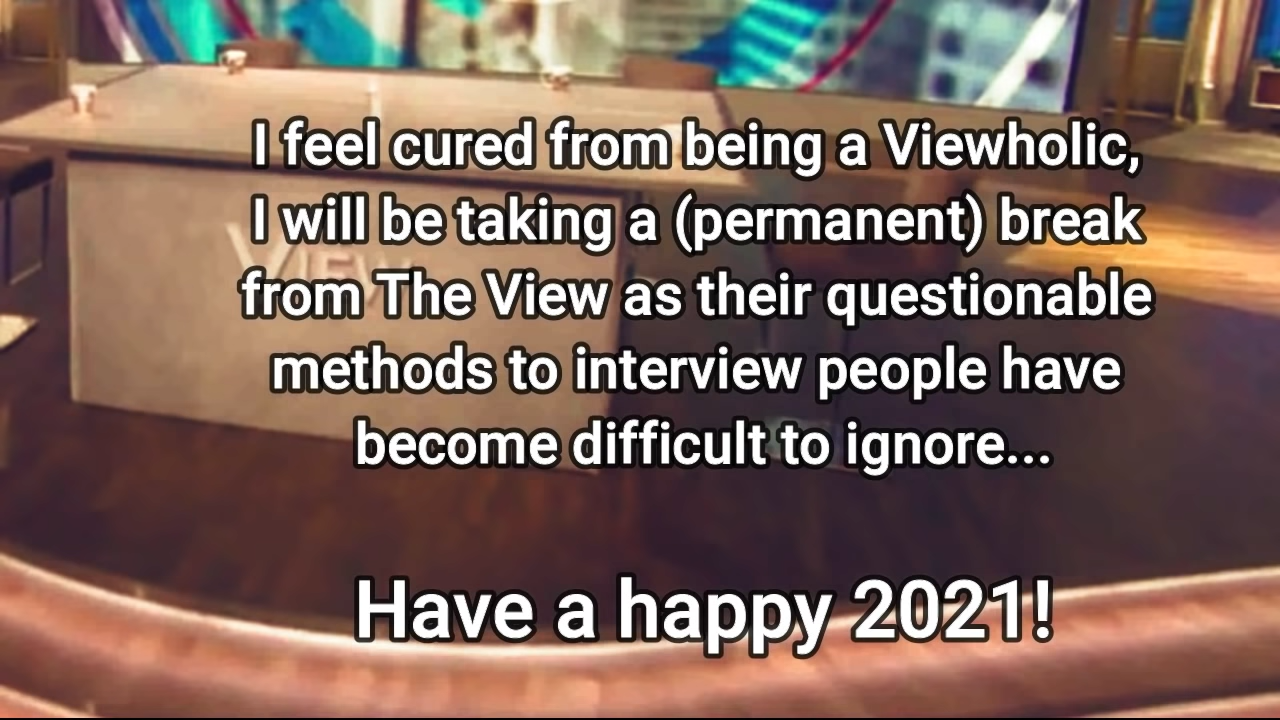 I feel cured from being a Viewholic,
I will be taking a (permanent) break
from The View as their questionable
methods to interview people have
become difficult to ignore...
Have a happy 2021!
VIEW